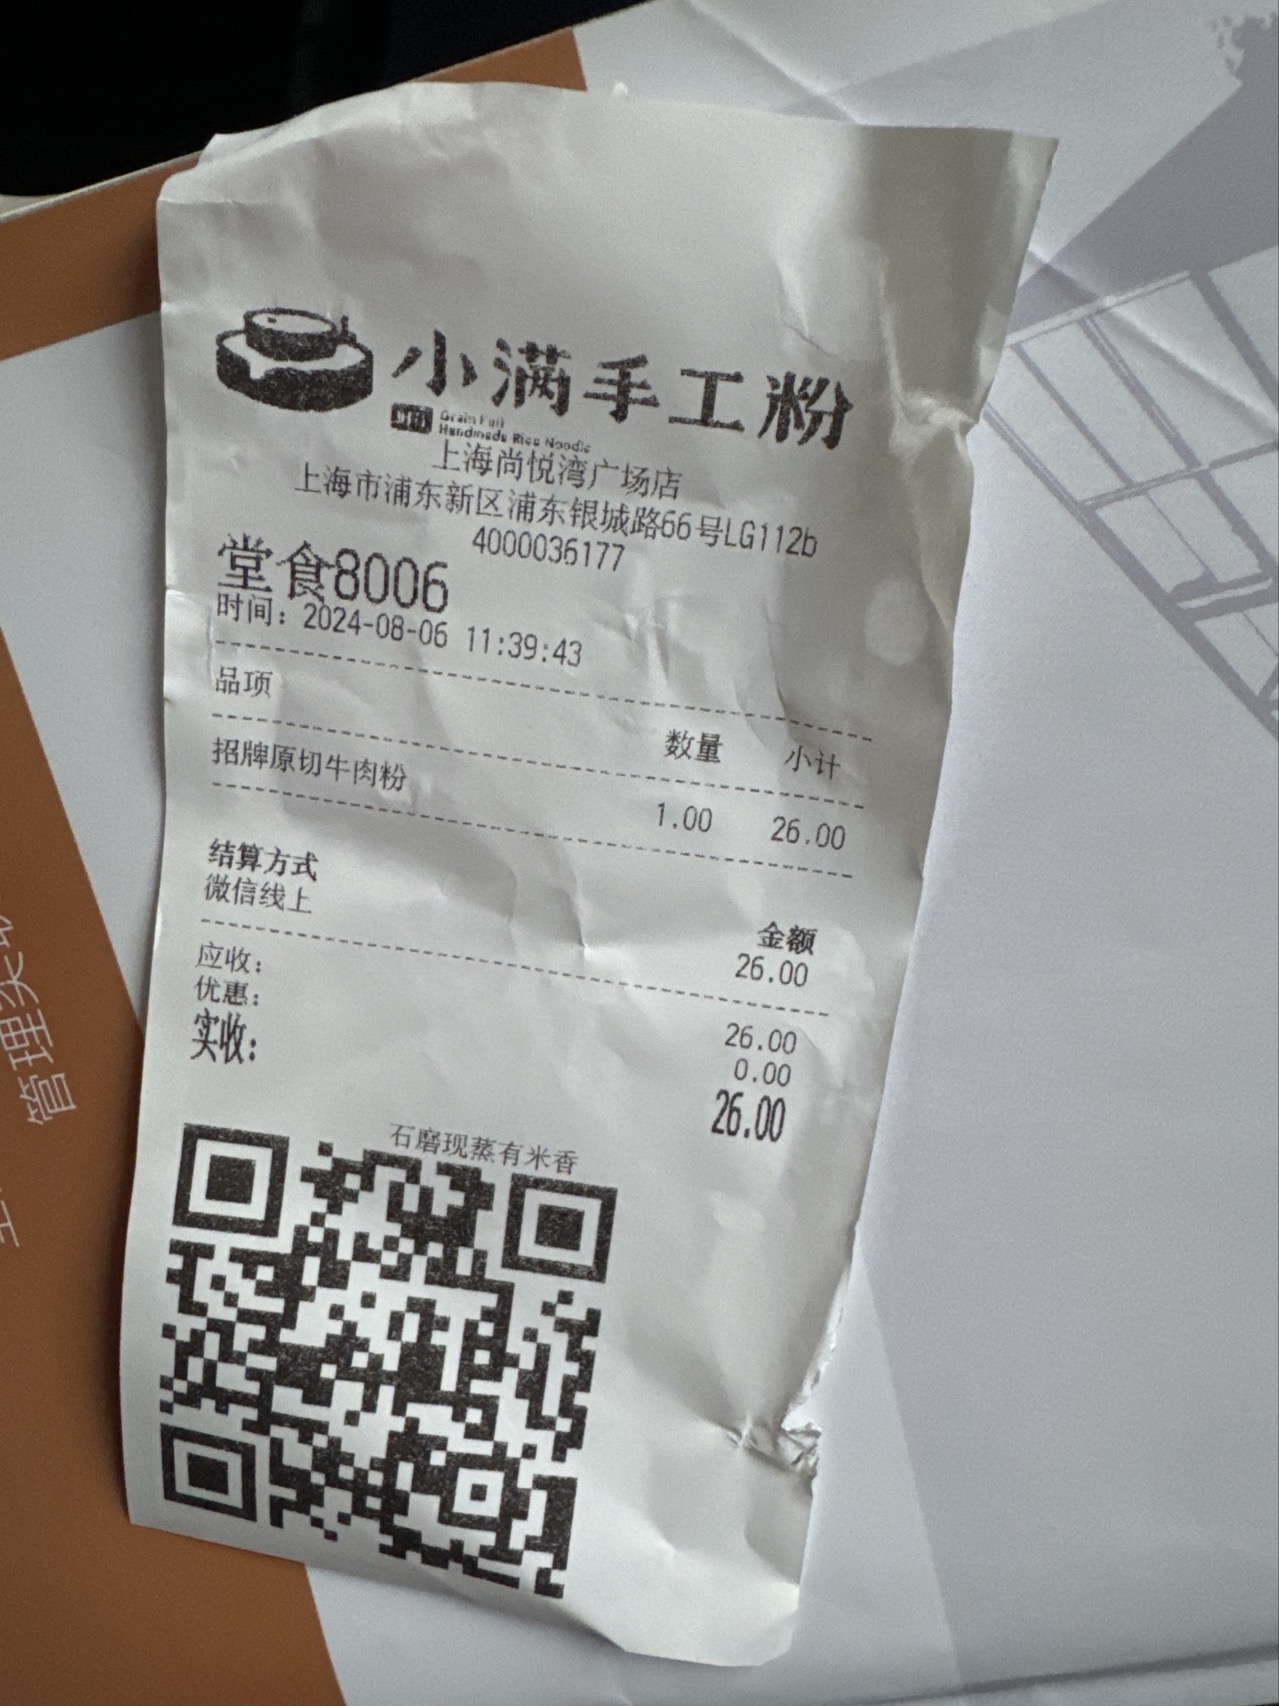 小满手工粉
Grain Full
Handmade Rice Noodle
上海尚悦湾广场店
上海市浦东新区浦东银城路66号LG112b
4000036177
堂食8006
时间：2024-08-06 11:39:43
品项 数量 小计
招牌原切牛肉粉 1.00 26.00
结算方式 金额
微信线上 26.00
应收： 26.00
优惠： 0.00
实收： 26.00
石磨现蒸有米香
管理